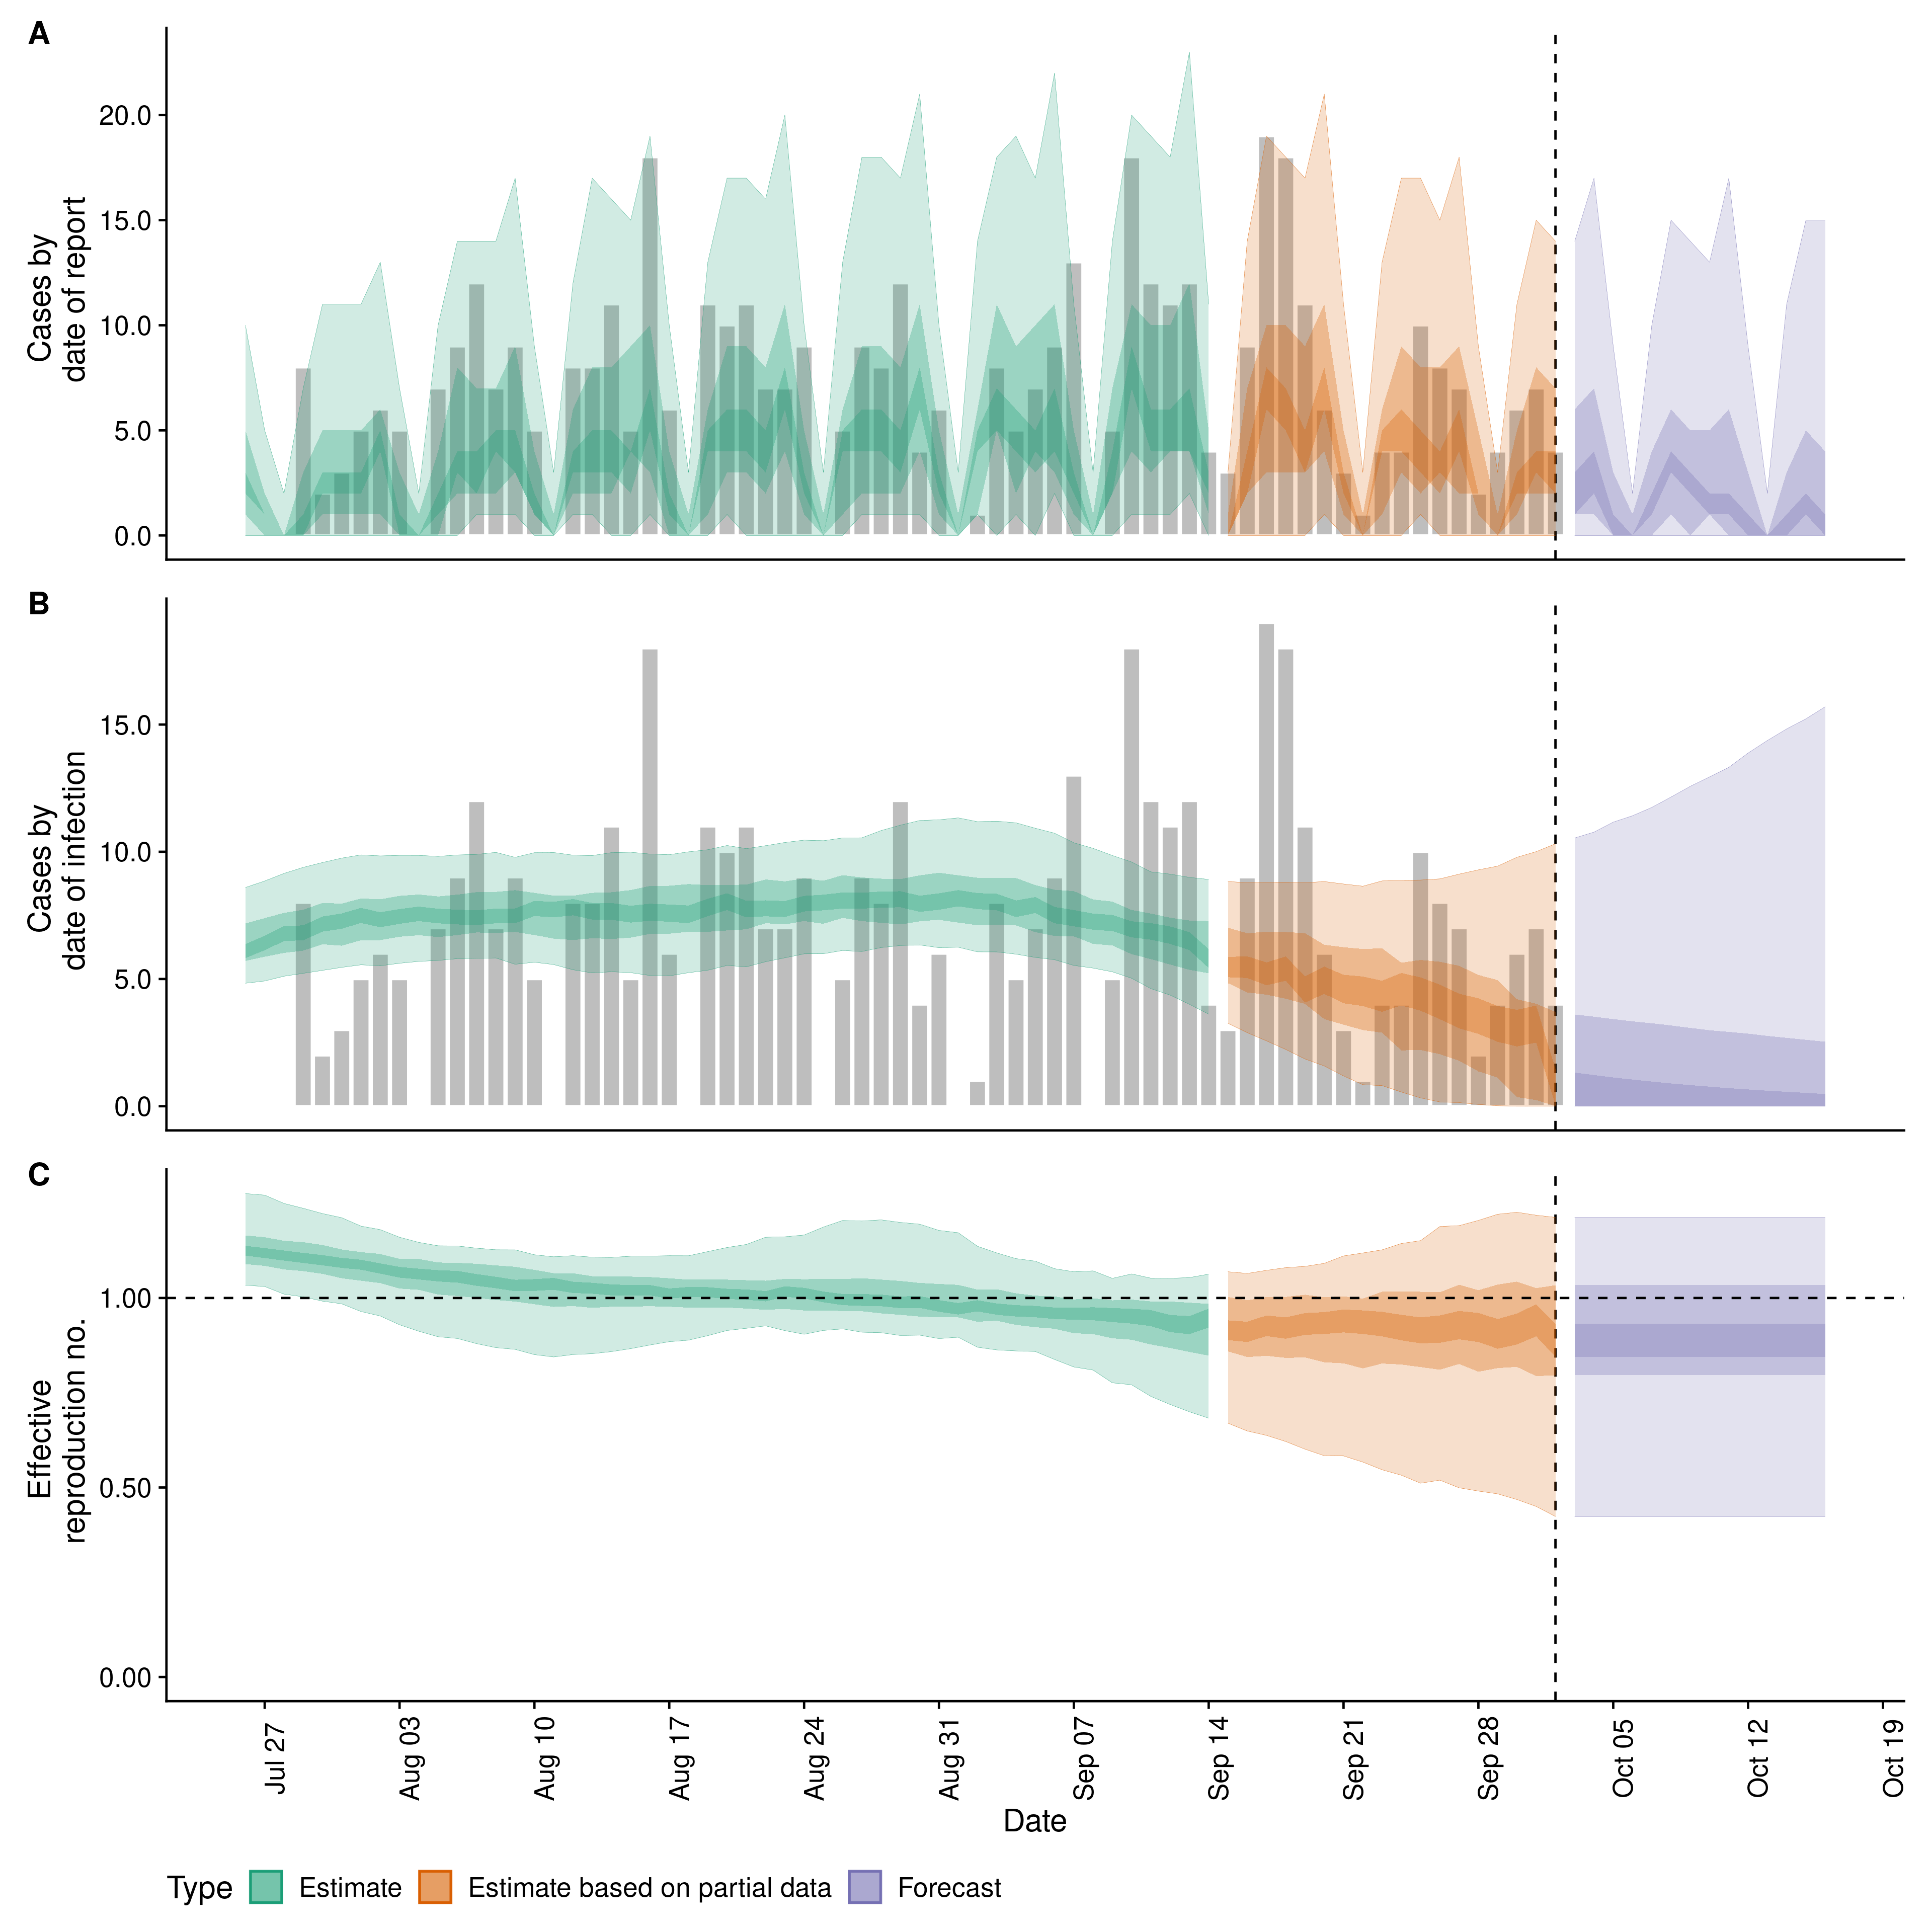 A
Cases by
date of report
20.0
15.0
10.0
5.0
0.0
B
Cases by
date of infection
15.0
10.0
5.0
0.0
C
Effective
reproduction no.
1.00
0.50
0.00
Jul 27
Aug 03
Aug 10
Aug 17
Aug 24
Aug 31
Sep 07
Sep 14
Sep 21
Sep 28
Oct 05
Oct 12
Oct 19
Date
Type Estimate Estimate based on partial data Forecast